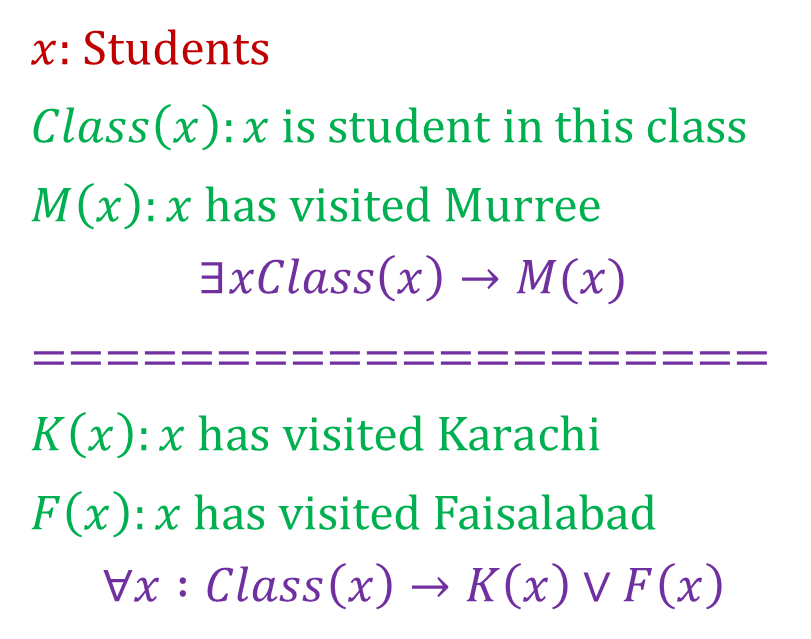 x: Students
Class(x): x is student in this class
M(x): x has visited Murree
∃xClass(x) → M(x)
====================
K(x): x has visited Karachi
F(x): x has visited Faisalabad
∀x : Class(x) → K(x) ∨ F(x)